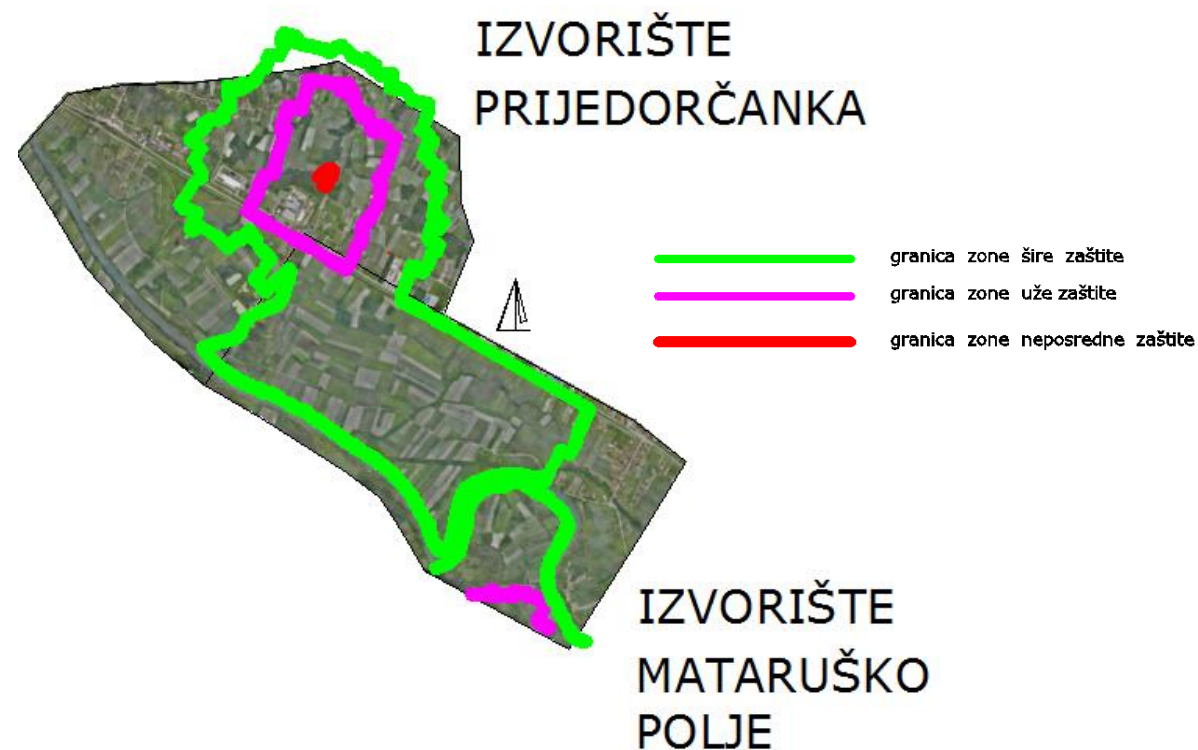 IZVORIŠTE
PRIJEDORČANKA
granica zone šire zaštite
granica zone uže zaštite
granica zone neposredne zaštite
IZVORIŠTE
MATARUŠKO
POLJE